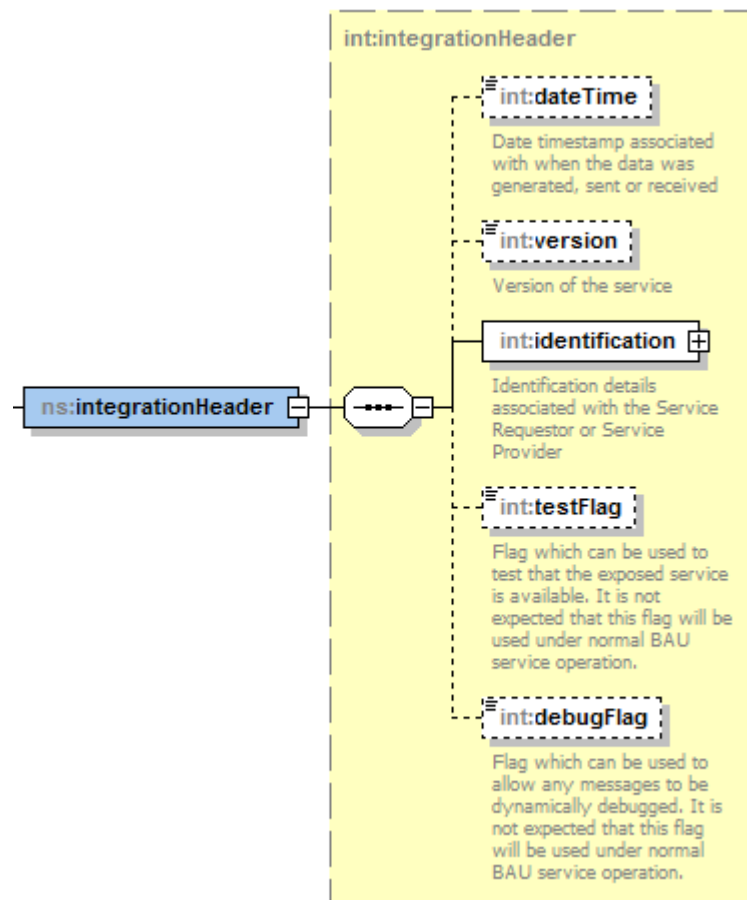 int:integrationHeader
int:dateTime
Date timestamp associated
with when the data was
generated, sent or received
int:version
Version of the service
int:identification
Identification details
associated with the Service
Requestor or Service
Provider
ns:integrationHeader
int:testFlag
Flag which can be used to
test that the exposed service
is available. It is not
expected that this flag will be
used under normal BAU
service operation.
int:debugFlag
Flag which can be used to
allow any messages to be
dynamically debugged. It is
not expected that this flag
will be used under normal
BAU service operation.